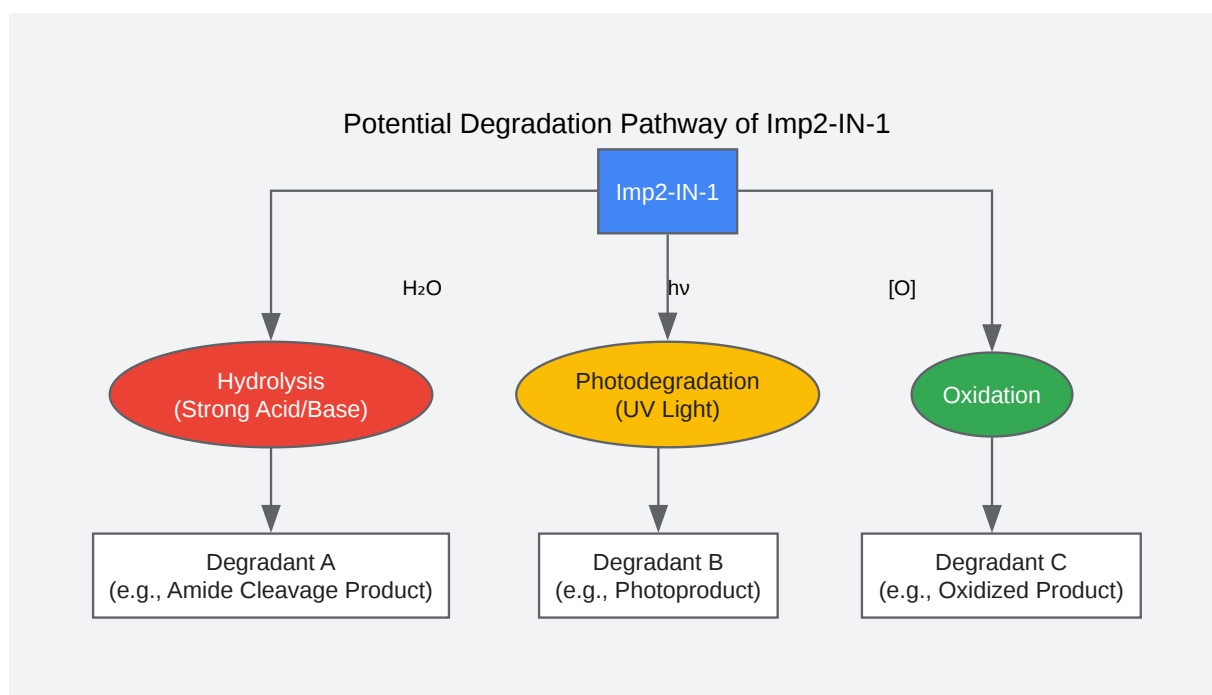 Potential Degradation Pathway of Imp2-IN-1
Imp2-IN-1
H₂O
hν
[O]
Hydrolysis
(Strong Acid/Base)
Photodegradation
(UV Light)
Oxidation
Degradant A
(e.g., Amide Cleavage Product)
Degradant B
(e.g., Photoproduct)
Degradant C
(e.g., Oxidized Product)